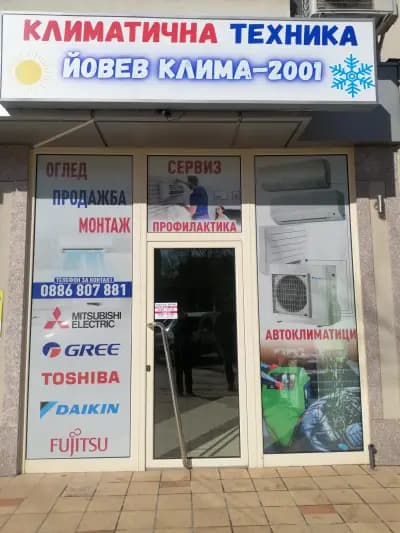 КЛИМАТИЧНА ТЕХНИКА
ЙОВЕВ КЛИМА-2001
ОГЛЕД
ПРОДАЖБА
МОНТАЖ
ТЕЛЕФОН ЗА КОНТАКТ
0886 807 881
MITSUBISHI
ELECTRIC
GREE
TOSHIBA
DAIKIN
FUJITSU
СЕРВИЗ
ПРОФИЛАКТИКА
АВТОКЛИМАТИЦИ